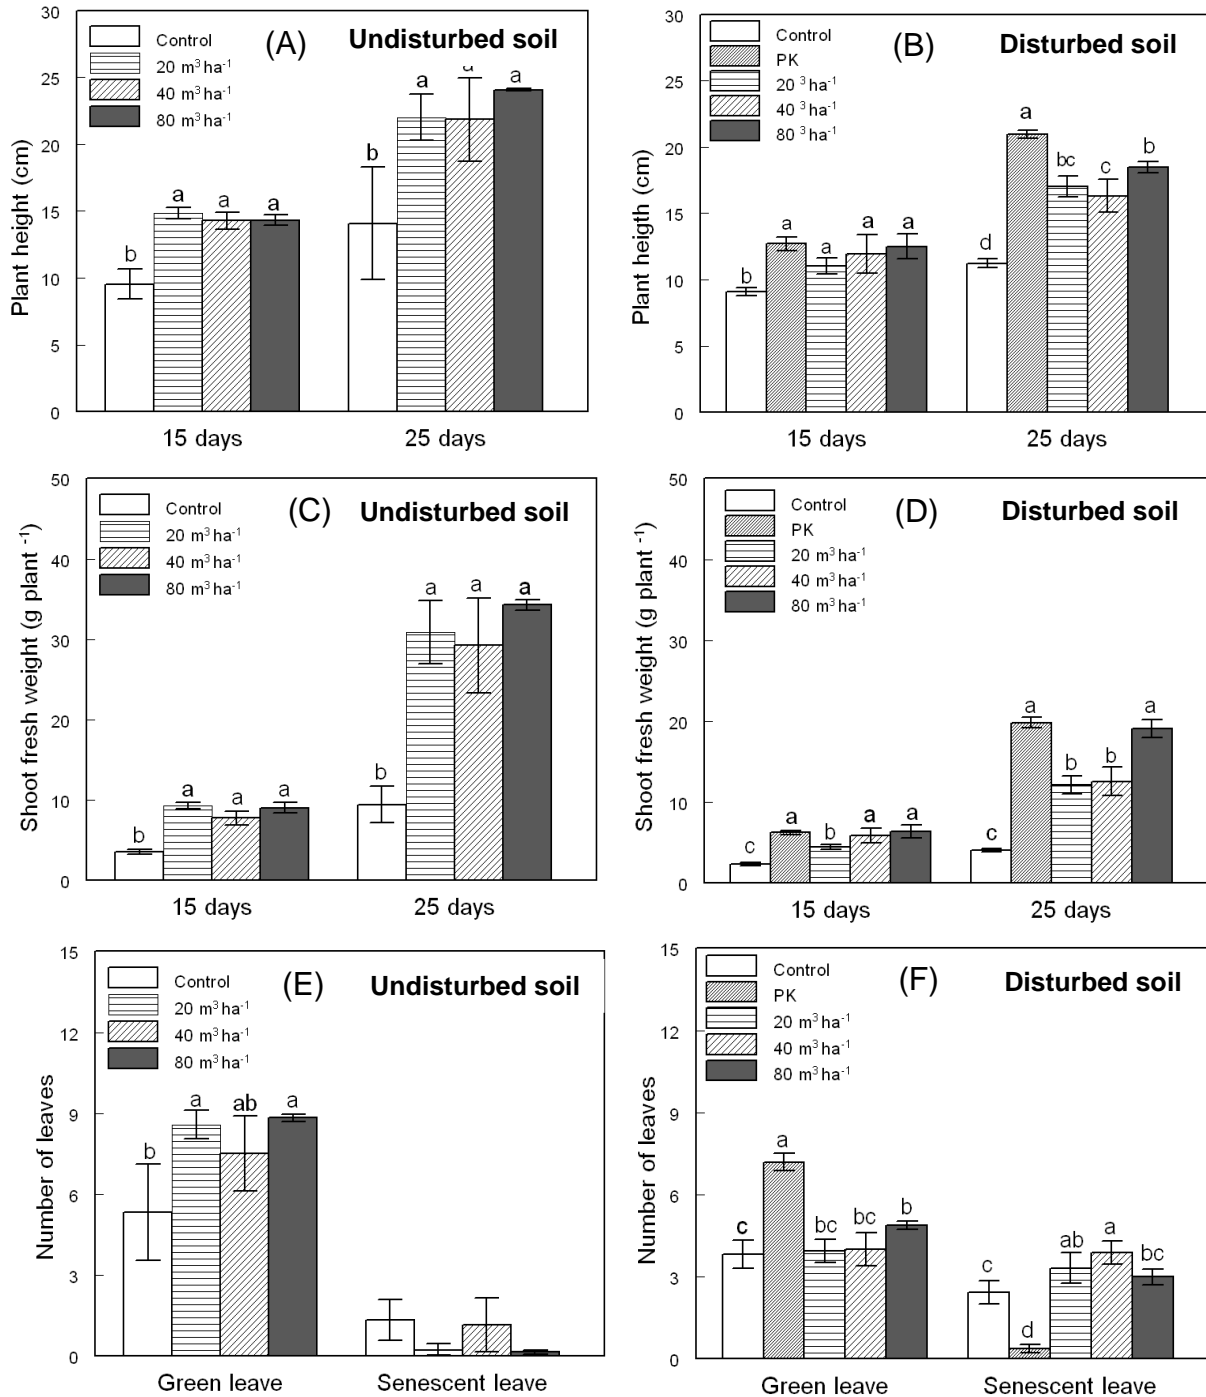 (A) Undisturbed soil
Control
20 m³ ha⁻¹
40 m³ ha⁻¹
80 m³ ha⁻¹
Plant height (cm)
30
25
20
15
10
5
0
b a a a
b a a a
15 days 25 days
(B) Disturbed soil
Control
PK
20 ³ ha⁻¹
40 ³ ha⁻¹
80 ³ ha⁻¹
Plant heigth (cm)
30
25
20
15
10
5
0
b a a a a
d a bc c b
15 days 25 days
(C) Undisturbed soil
Control
20 m³ ha⁻¹
40 m³ ha⁻¹
80 m³ ha⁻¹
Shoot fresh weight (g plant ⁻¹)
50
40
30
20
10
0
b a a a
b a a a
15 days 25 days
(D) Disturbed soil
Control
PK
20 m³ ha⁻¹
40 m³ ha⁻¹
80 m³ ha⁻¹
Shoot fresh weight (g plant ⁻¹)
50
40
30
20
10
0
c a b a a
c a b b a
15 days 25 days
(E) Undisturbed soil
Control
20 m³ ha⁻¹
40 m³ ha⁻¹
80 m³ ha⁻¹
Number of leaves
15
12
9
6
3
0
b a ab a
Green leave Senescent leave
(F) Disturbed soil
Control
PK
20 m³ ha⁻¹
40 m³ ha⁻¹
80 m³ ha⁻¹
Number of leaves
15
12
9
6
3
0
c a bc bc b
c d ab a bc
Green leave Senescent leave